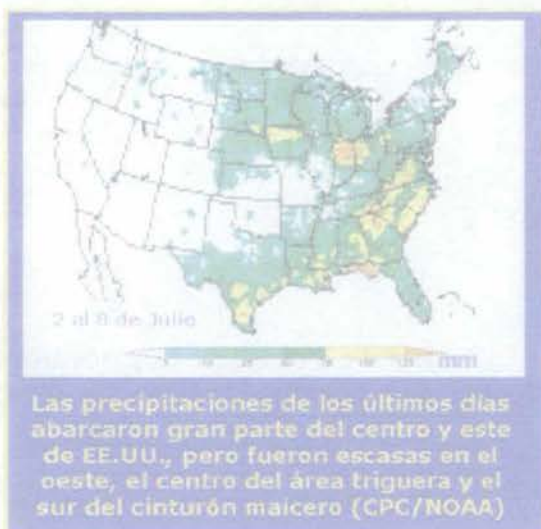 2 al 8 de Julio
mm
Las precipitaciones de los últimos días
abarcaron gran parte del centro y este
de EE.UU., pero fueron escasas en el
oeste, el centro del área triguera y el
sur del cinturón maicero (CPC/NOAA)